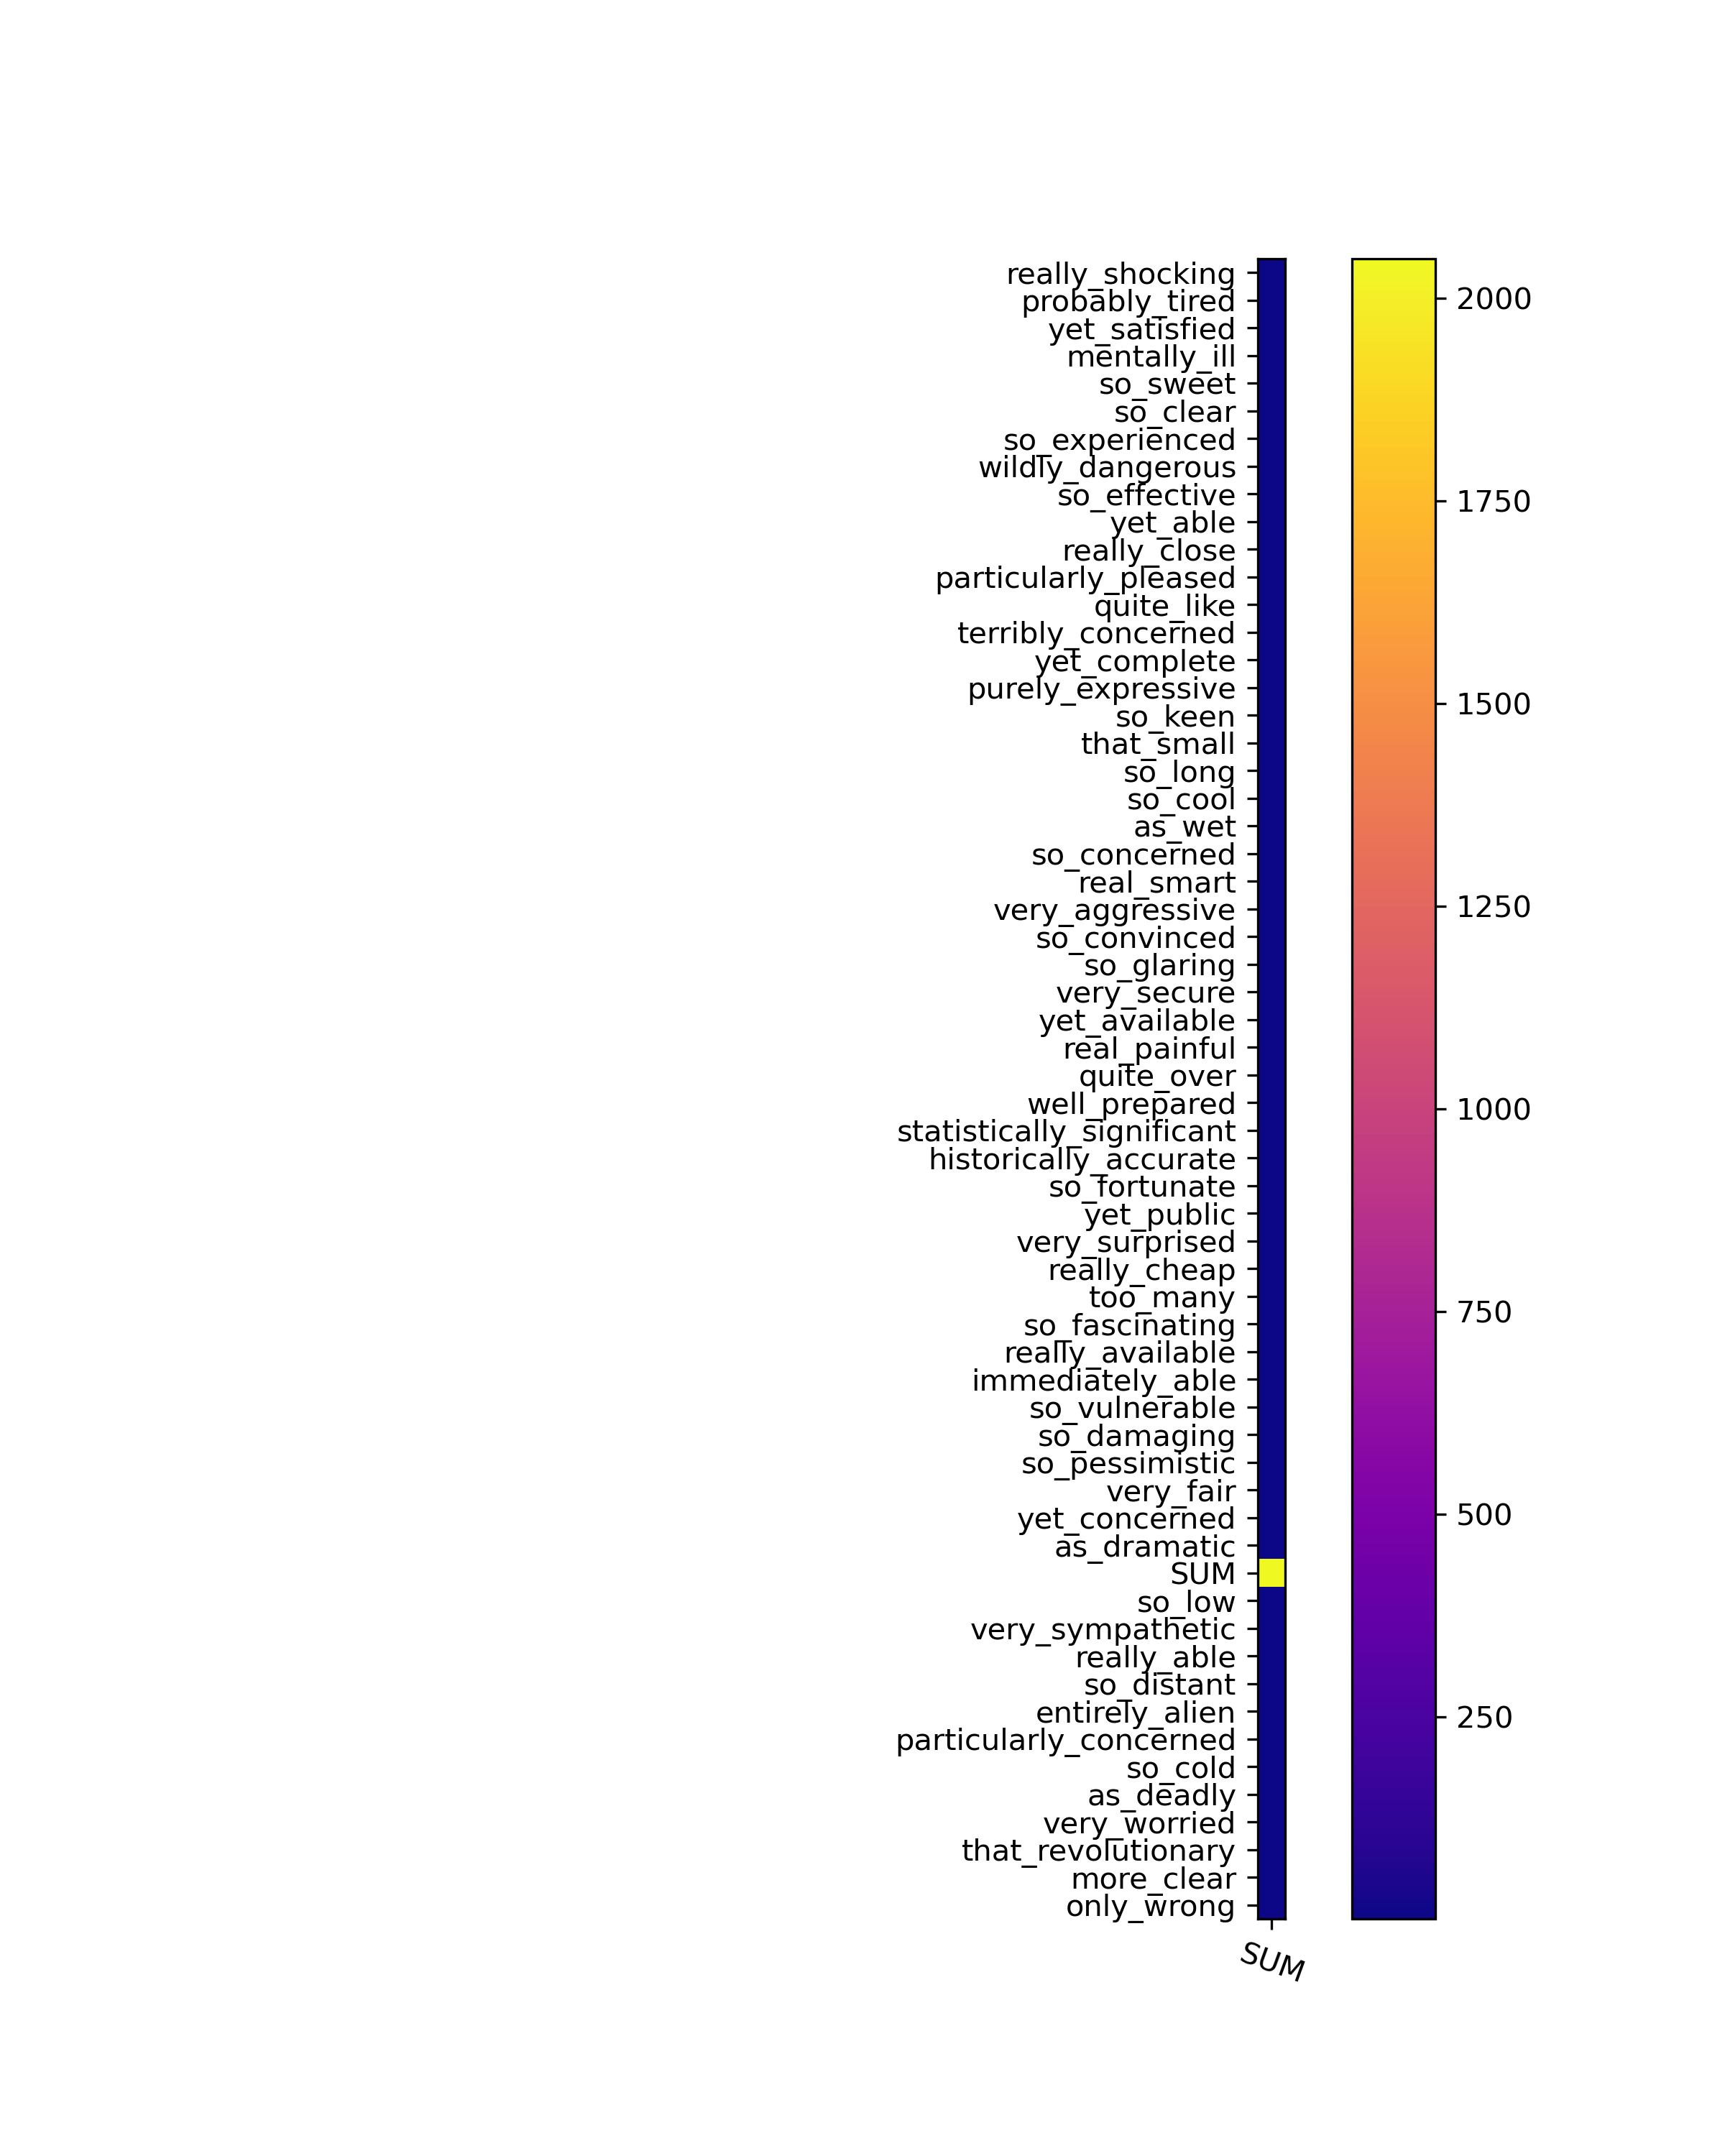 really_shocking
probably_tired
yet_satisfied
mentally_ill
so_sweet
so_clear
so_experienced
wildly_dangerous
so_effective
yet_able
really_close
particularly_pleased
quite_like
terribly_concerned
yet_complete
purely_expressive
so_keen
that_small
so_long
so_cool
as_wet
so_concerned
real_smart
very_aggressive
so_convinced
so_glaring
very_secure
yet_available
real_painful
quite_over
well_prepared
statistically_significant
historically_accurate
so_fortunate
yet_public
very_surprised
really_cheap
too_many
so_fascinating
really_available
immediately_able
so_vulnerable
so_damaging
so_pessimistic
very_fair
yet_concerned
as_dramatic
SUM
so_low
very_sympathetic
really_able
so_distant
entirely_alien
particularly_concerned
so_cold
as_deadly
very_worried
that_revolutionary
more_clear
only_wrong
SUM
2000
1750
1500
1250
1000
750
500
250